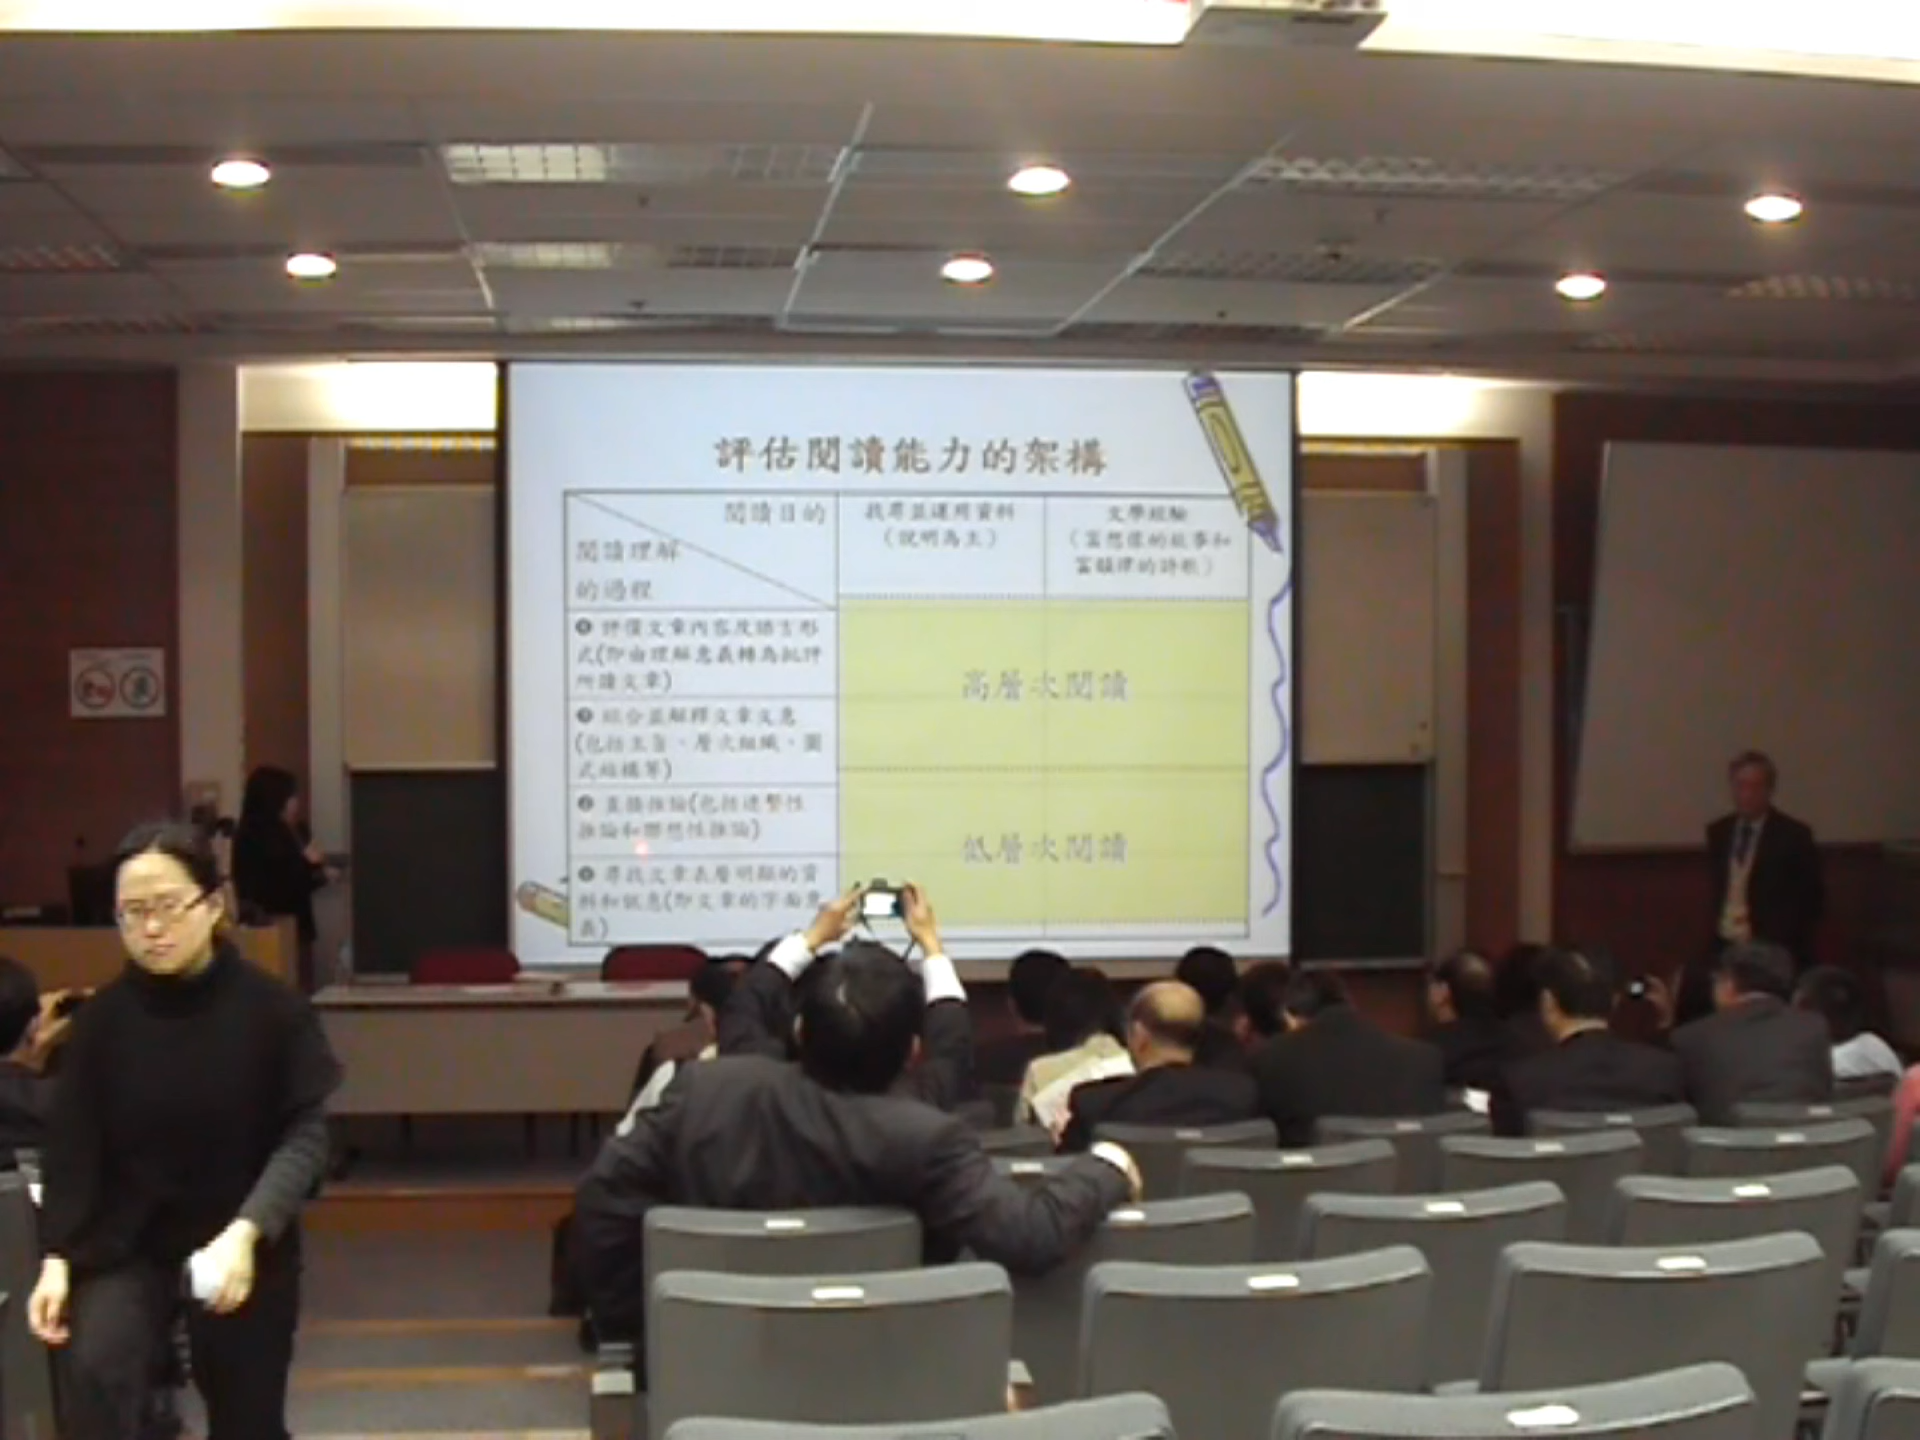 評估閱讀能力的架構
閱讀目的
閱讀理解
的過程
找尋並運用資料
（說明為主）
文學經驗
（富想像的故事和
富韻律的詩歌）
評價文章內容及語言形
式(即由理解意義轉為批評
所讀文章)
綜合並解釋文章文意
(包括主旨、層次組織、圖
式結構等)
直接推論(包括連繫性
推論和聯想性推論)
尋找文章表層明顯的資
料和訊息(即文章的字面意
義)
高層次閱讀
低層次閱讀